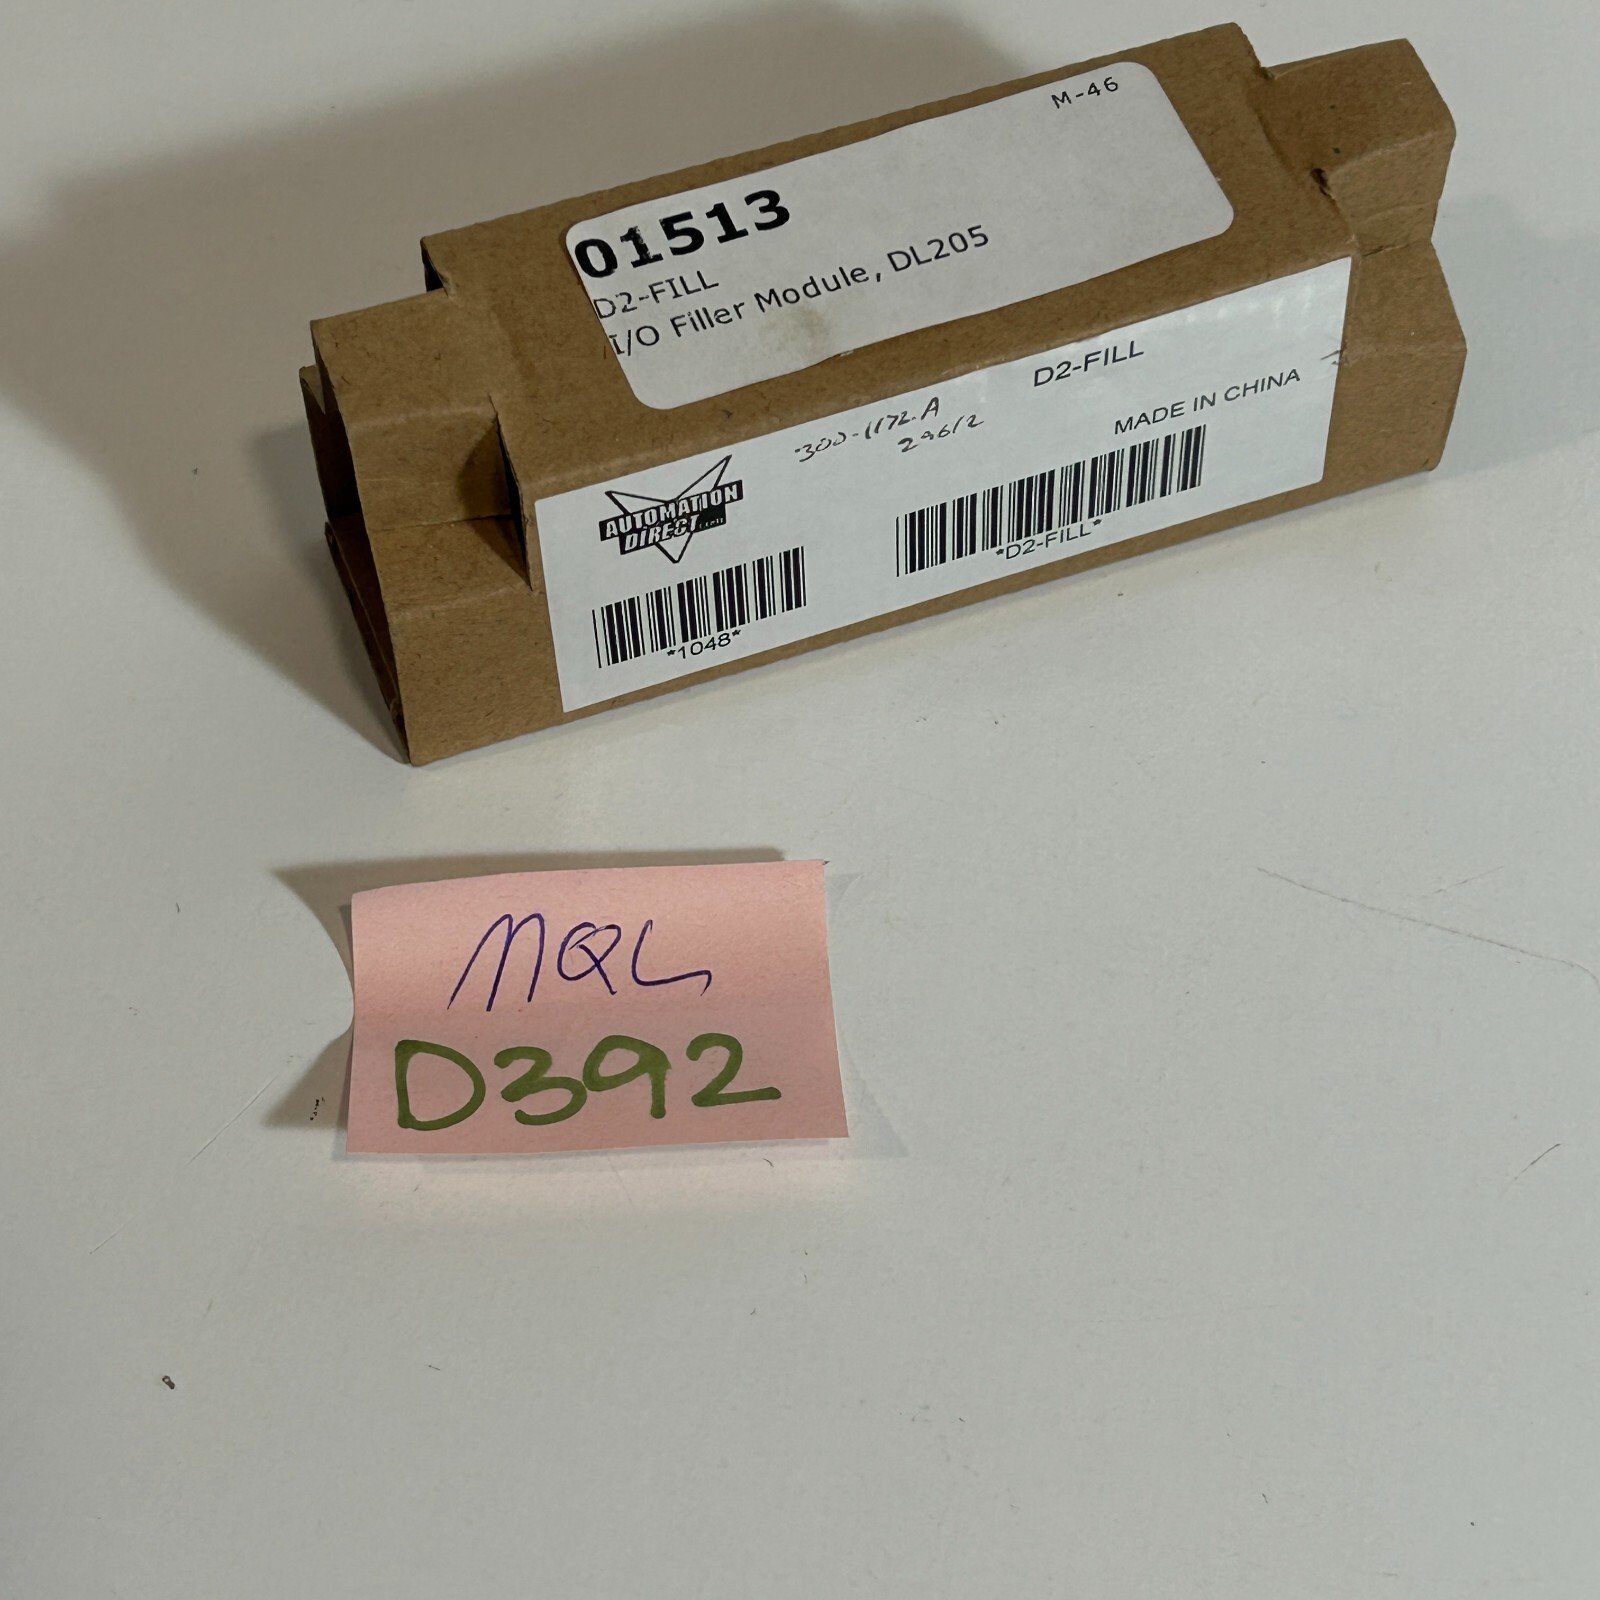 M-46
01513
D2-FILL
I/O Filler Module, DL205
D2-FILL
300-1172-A
29612
MADE IN CHINA
AUTOMATION
DIRECT.com
*D2-FILL*
*1048*
MQL
D392